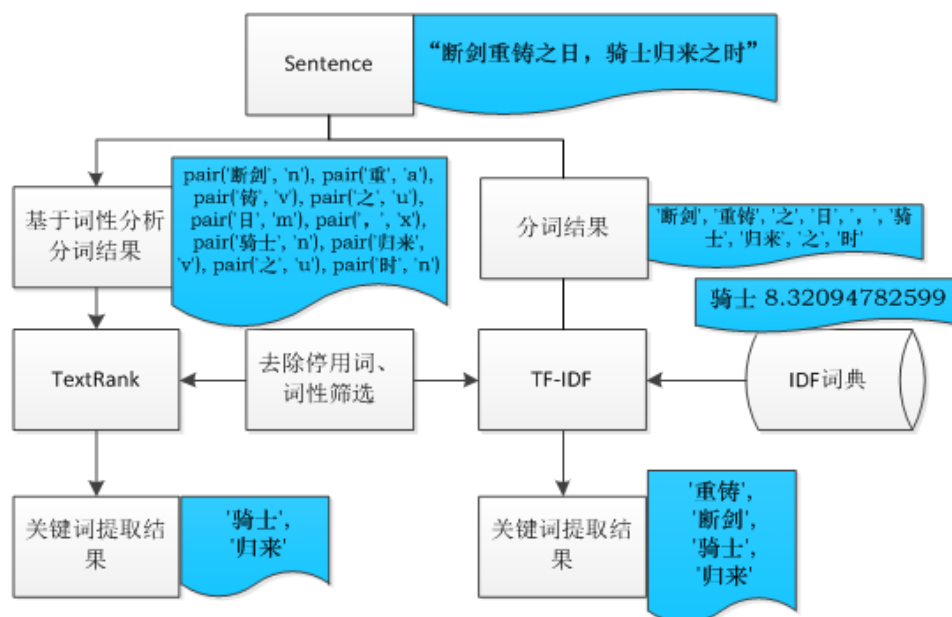 Sentence
“断剑重铸之日，骑士归来之时”
基于词性分析
分词结果
pair('断剑', 'n'), pair('重', 'a'),
pair('铸', 'v'), pair('之', 'u'),
pair('日', 'm'), pair('，', 'x'),
pair('骑士', 'n'), pair('归来',
'v'), pair('之', 'u'), pair('时', 'n')
分词结果
'断剑', '重铸', '之', '日', '，', '骑
士', '归来', '之', '时'
骑士 8.32094782599
TextRank
去除停用词、
词性筛选
TF-IDF
IDF词典
关键词提取结
果
'骑士',
'归来'
关键词提取结
果
'重铸',
'断剑',
'骑士',
'归来'